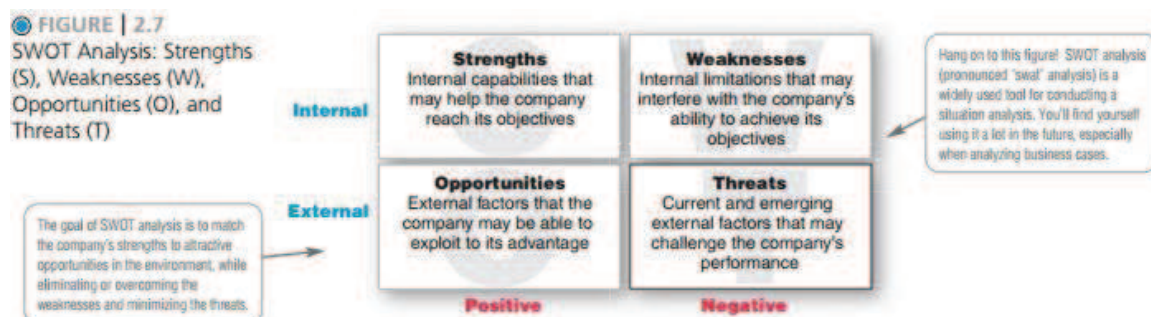 FIGURE | 2.7
SWOT Analysis: Strengths
(S), Weaknesses (W),
Opportunities (O), and
Threats (T)
Internal
External
Strengths
Internal capabilities that
may help the company
reach its objectives
Weaknesses
Internal limitations that may
interfere with the company's
ability to achieve its
objectives
Opportunities
External factors that the
company may be able to
exploit to its advantage
Threats
Current and emerging
external factors that may
challenge the company's
performance
Positive
Negative
Hang on to this figure! SWOT analysis
(pronounced "swat" analysis) is a
widely used tool for conducting a
situation analysis. You'll find yourself
using it a lot in the future, especially
when analyzing business cases.
The goal of SWOT analysis is to match
the company's strengths to attractive
opportunities in the environment, while
eliminating or overcoming the
weaknesses and minimizing the threats.